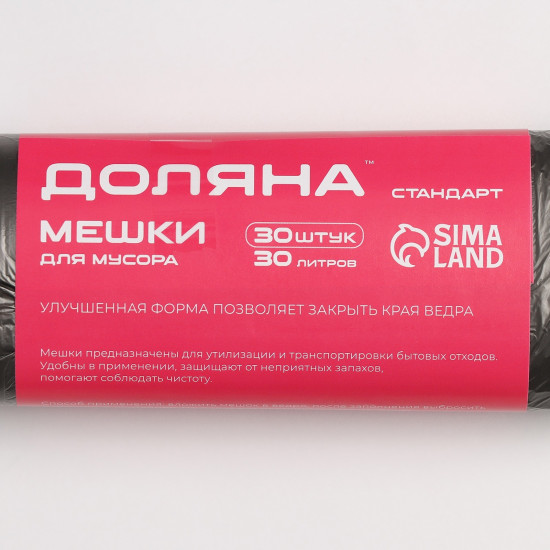 ДОЛЯНА™
СТАНДАРТ
МЕШКИ
ДЛЯ МУСОРА
30 ШТУК
30 ЛИТРОВ
SIMA
LAND
УЛУЧШЕННАЯ ФОРМА ПОЗВОЛЯЕТ ЗАКРЫТЬ КРАЯ ВЕДРА
Мешки предназначены для утилизации и транспортировки бытовых отходов.
Удобны в применении, защищают от неприятных запахов,
помогают соблюдать чистоту.